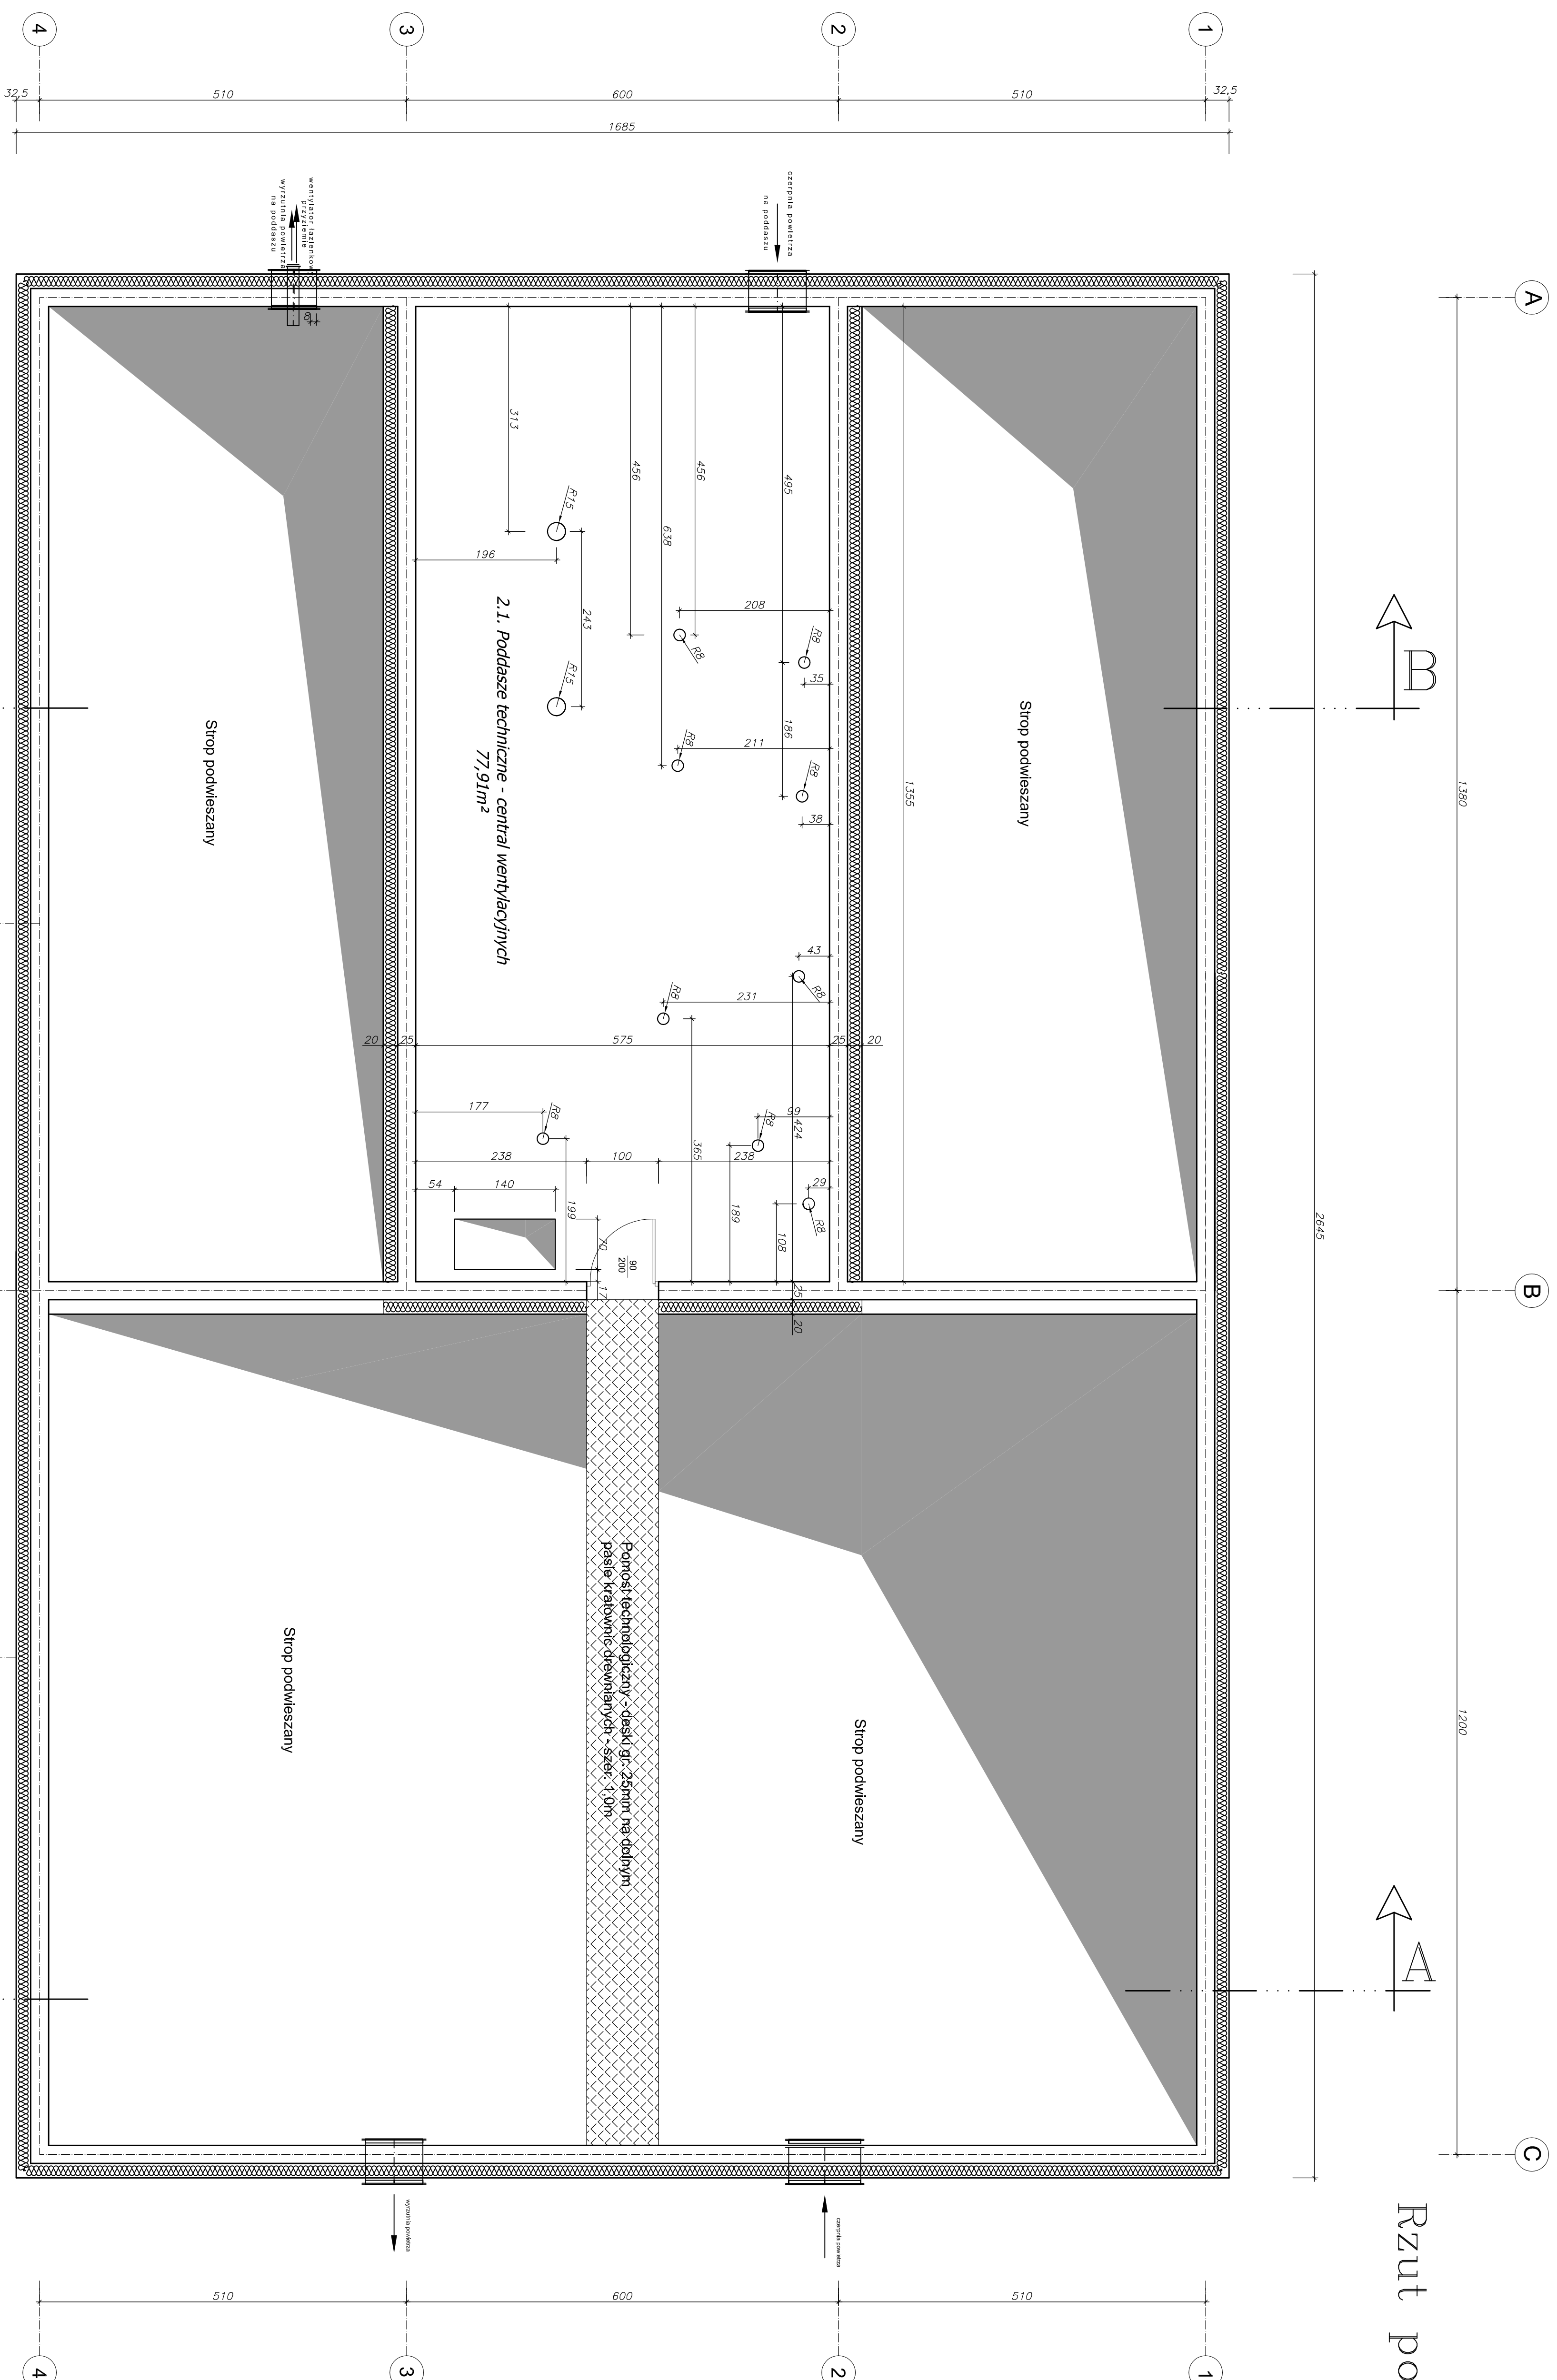 Rzut po
A
B
C
1380
1200
2645
B
A
1
2
3
4
32,5
510
600
510
32,5
1685
czerpnia powietrza
na poddaszu
wentylator łazienkowy
przyziemie
wyrzutnia powietrza
na poddaszu
8
Strop podwieszany
1355
20
25
575
25
20
495
186
35
38
456
456
638
208
211
R8
R8
R8
R8
313
196
243
R15
R15
2.1. Poddasze techniczne - central wentylacyjnych
77,91m²
43
R8
231
R8
177
R8
99
R8
424
365
238
100
238
29
R8
189
108
199
54
140
70
17
90
200
25
20
Strop podwieszany
Strop podwieszany
Pomost technologiczny - deski gr. 25mm na dolnym
pasie kratownic drewnianych - szer. 1,0m
Strop podwieszany
czerpnia powietrza
wyrzutnia powietrza
510
600
510
1
2
3
4